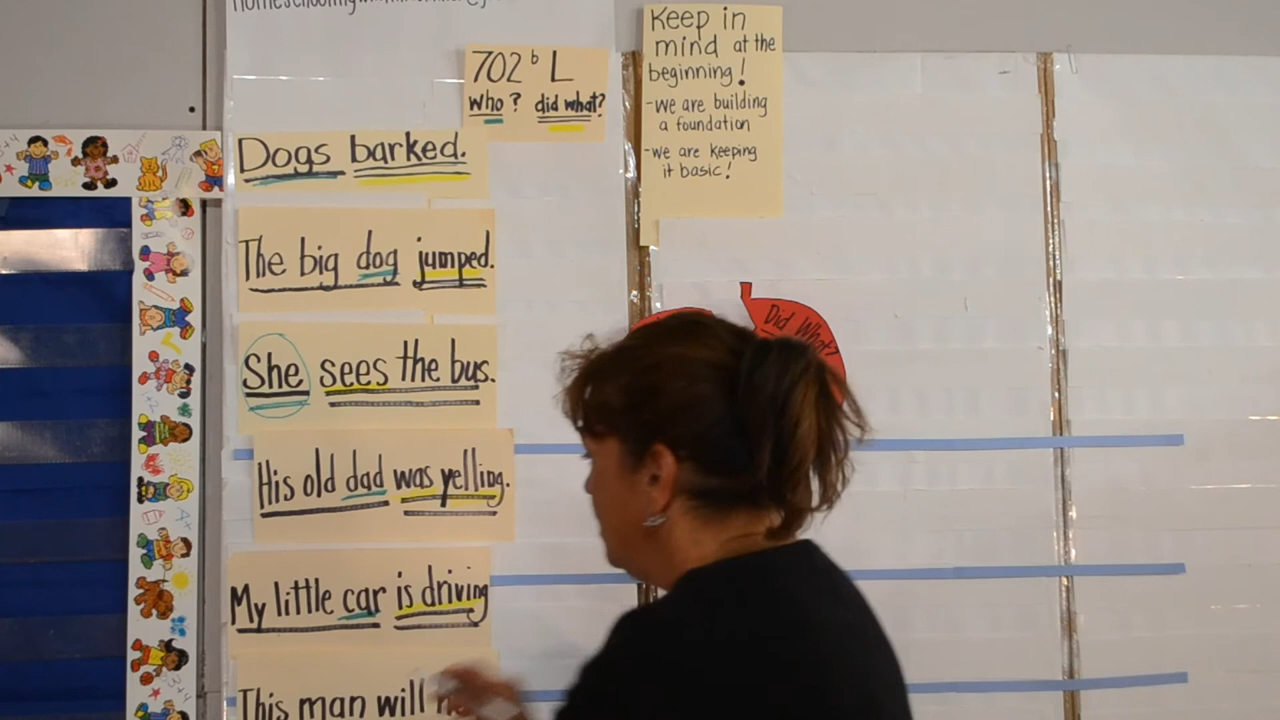 702 b L
who? did what?
Dogs barked.
The big dog jumped.
She sees the bus.
His old dad was yelling.
My little car is driving
This man will
Keep in
mind at the
beginning!
-we are building
a foundation
-we are keeping
it basic!
Did What?